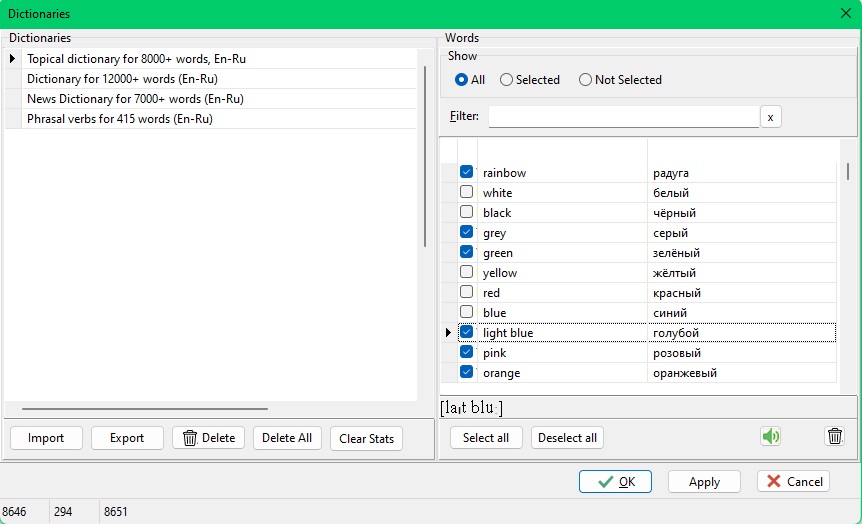 Dictionaries
Dictionaries
Topical dictionary for 8000+ words, En-Ru
Dictionary for 12000+ words (En-Ru)
News Dictionary for 7000+ words (En-Ru)
Phrasal verbs for 415 words (En-Ru)
Import Export Delete Delete All Clear Stats
Words
Show
All Selected Not Selected
Filter: x
rainbow радуга
white белый
black чёрный
grey серый
green зелёный
yellow жёлтый
red красный
blue синий
light blue голубой
pink розовый
orange оранжевый
[laɪt bluː]
Select all Deselect all
OK Apply Cancel
8646 294 8651